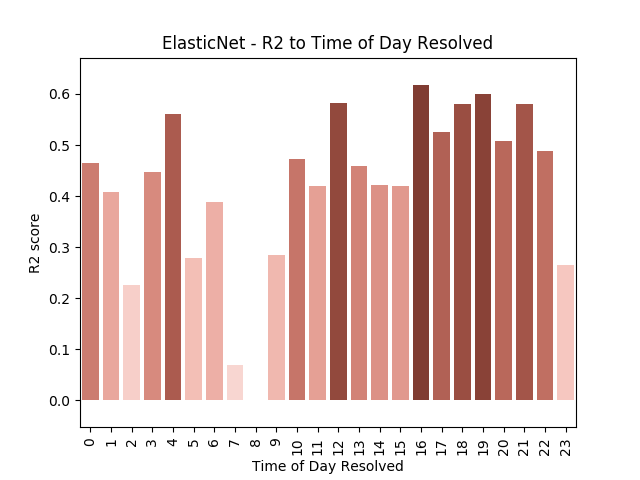 ElasticNet - R2 to Time of Day Resolved
R2 score
0.6
0.5
0.4
0.3
0.2
0.1
0.0
0 1 2 3 4 5 6 7 8 9 10 11 12 13 14 15 16 17 18 19 20 21 22 23
Time of Day Resolved